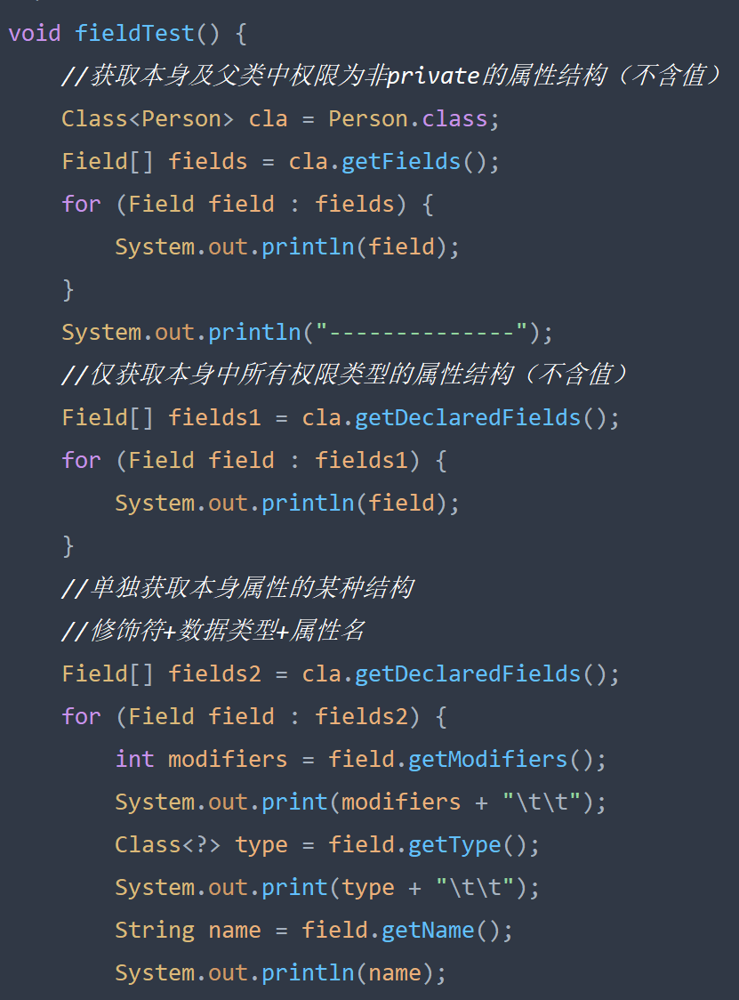 void fieldTest() {
    //获取本身及父类中权限为非private的属性结构（不含值）
    Class<Person> cla = Person.class;
    Field[] fields = cla.getFields();
    for (Field field : fields) {
        System.out.println(field);
    }
    System.out.println("--------------");
    //仅获取本身中所有权限类型的属性结构（不含值）
    Field[] fields1 = cla.getDeclaredFields();
    for (Field field : fields1) {
        System.out.println(field);
    }
    //单独获取本身属性的某种结构
    //修饰符+数据类型+属性名
    Field[] fields2 = cla.getDeclaredFields();
    for (Field field : fields2) {
        int modifiers = field.getModifiers();
        System.out.print(modifiers + "\t\t");
        Class<?> type = field.getType();
        System.out.print(type + "\t\t");
        String name = field.getName();
        System.out.println(name);